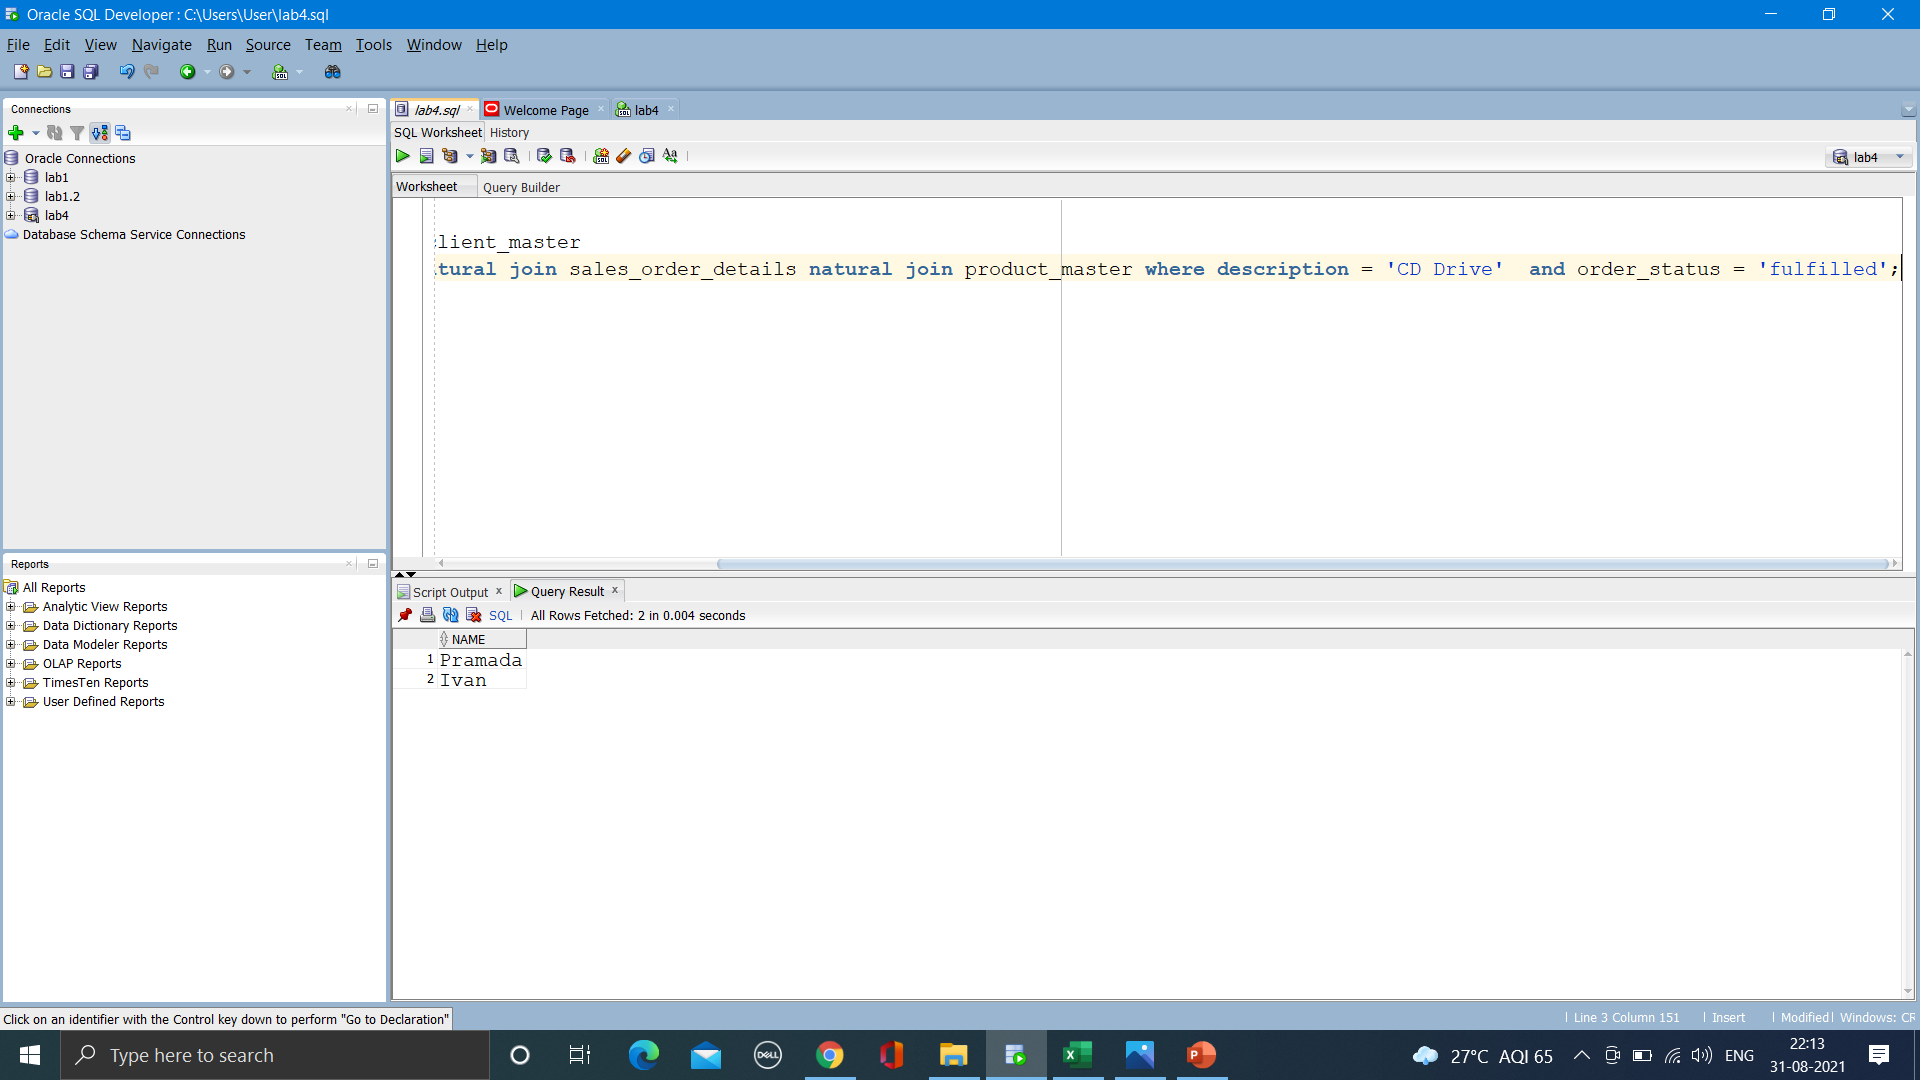 Oracle SQL Developer : C:\Users\User\lab4.sql
File Edit View Navigate Run Source Team Tools Window Help
Connections
Oracle Connections
lab1
lab1.2
lab4
Database Schema Service Connections
Reports
All Reports
Analytic View Reports
Data Dictionary Reports
Data Modeler Reports
OLAP Reports
TimesTen Reports
User Defined Reports
lab4.sql Welcome Page lab4
SQL Worksheet History
lab4
Worksheet Query Builder
lient_master
tural join sales_order_details natural join product_master where description = 'CD Drive'  and order_status = 'fulfilled';
Script Output Query Result
SQL All Rows Fetched: 2 in 0.004 seconds
NAME
1 Pramada
2 Ivan
Click on an identifier with the Control key down to perform "Go to Declaration"
Line 3 Column 151 Insert Modified Windows: CR
Type here to search
DELL
27°C AQI 65
ENG
22:13
31-08-2021